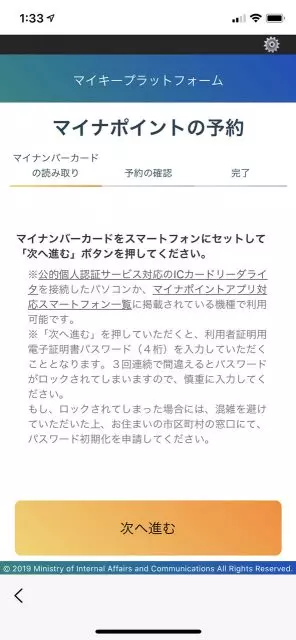 1:33
マイキープラットフォーム
マイナポイントの予約
マイナンバーカード
の読み取り
予約の確認
完了
マイナンバーカードをスマートフォンにセットして
「次へ進む」ボタンを押してください。
※公的個人認証サービス対応のICカードリーダライ
タを接続したパソコンか、マイナポイントアプリ対
応スマートフォン一覧に掲載されている機種で利用
可能です。
※「次へ進む」を押していただくと、利用者証明用
電子証明書パスワード（４桁）を入力していただく
こととなります。３回連続で間違えるとパスワード
がロックされてしまいますので、慎重に入力してく
ださい。
もし、ロックされてしまった場合には、混雑を避け
ていただいた上、お住まいの市区町村の窓口にて、
パスワード初期化を申請してください。
次へ進む
© 2019 Ministry of Internal Affairs and Communications All Rights Reserved.